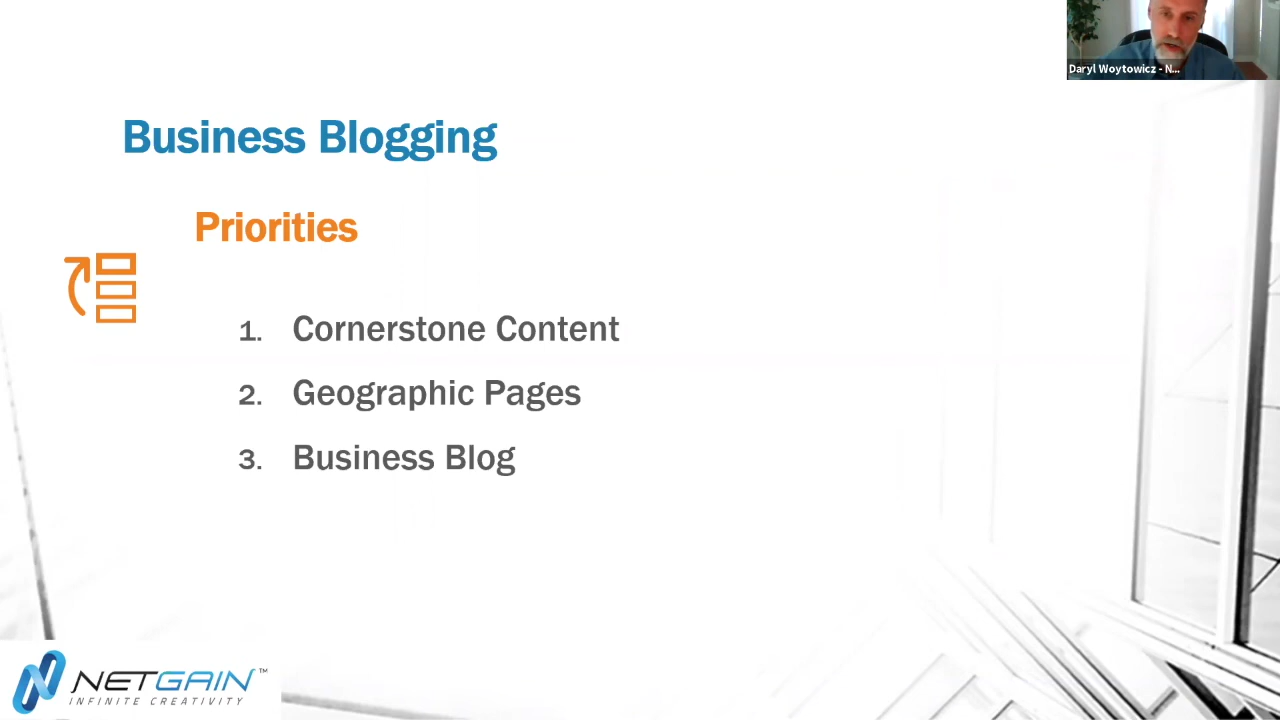 Daryl Woytowicz - N...
Business Blogging
Priorities
1. Cornerstone Content
2. Geographic Pages
3. Business Blog
NETGAIN™
INFINITE CREATIVITY